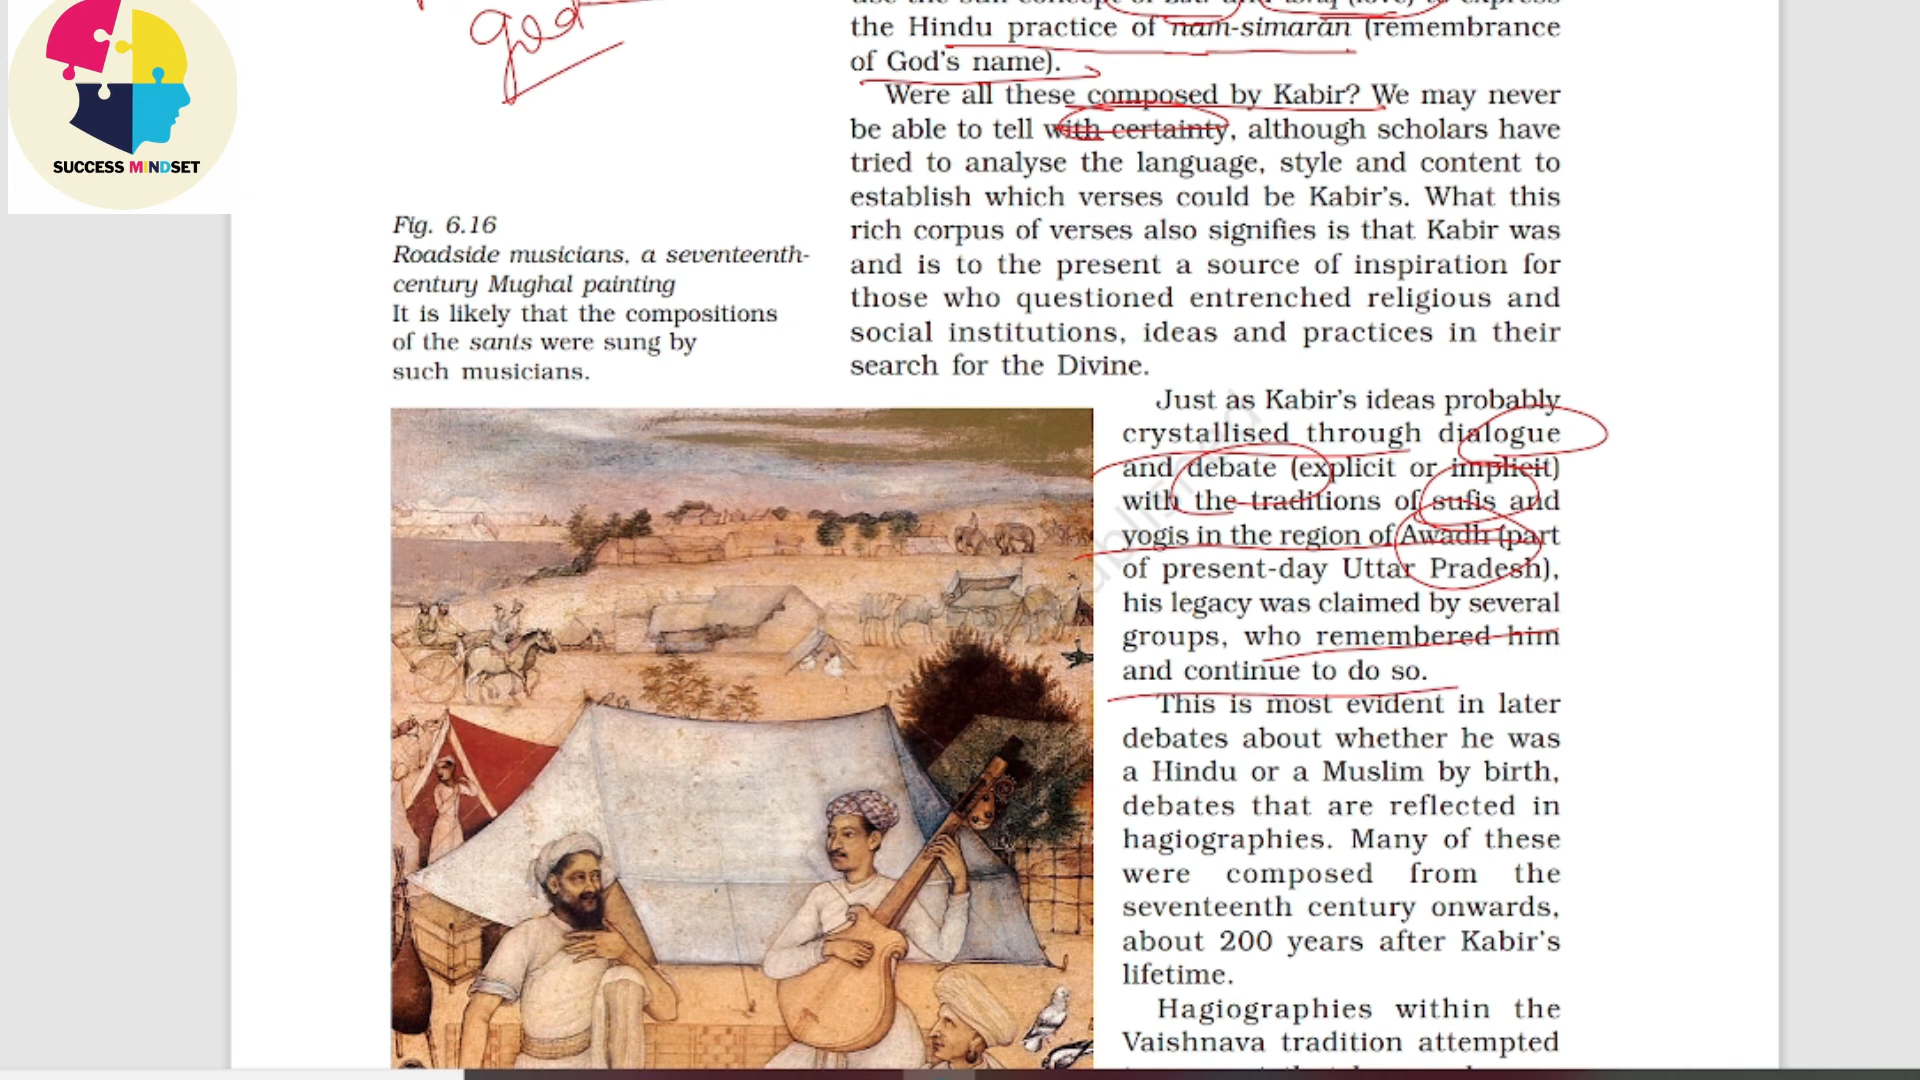 SUCCESS MINDSET
god
the Hindu practice of nam-simaran (remembrance
of God's name).
Were all these composed by Kabir? We may never
be able to tell with certainty, although scholars have
tried to analyse the language, style and content to
establish which verses could be Kabir's. What this
rich corpus of verses also signifies is that Kabir was
and is to the present a source of inspiration for
those who questioned entrenched religious and
social institutions, ideas and practices in their
search for the Divine.
Fig. 6.16
Roadside musicians, a seventeenth-
century Mughal painting
It is likely that the compositions
of the sants were sung by
such musicians.
Just as Kabir's ideas probably
crystallised through dialogue
and debate (explicit or implicit)
with the traditions of sufis and
yogis in the region of Awadh (part
of present-day Uttar Pradesh),
his legacy was claimed by several
groups, who remembered him
and continue to do so.
This is most evident in later
debates about whether he was
a Hindu or a Muslim by birth,
debates that are reflected in
hagiographies. Many of these
were composed from the
seventeenth century onwards,
about 200 years after Kabir's
lifetime.
Hagiographies within the
Vaishnava tradition attempted